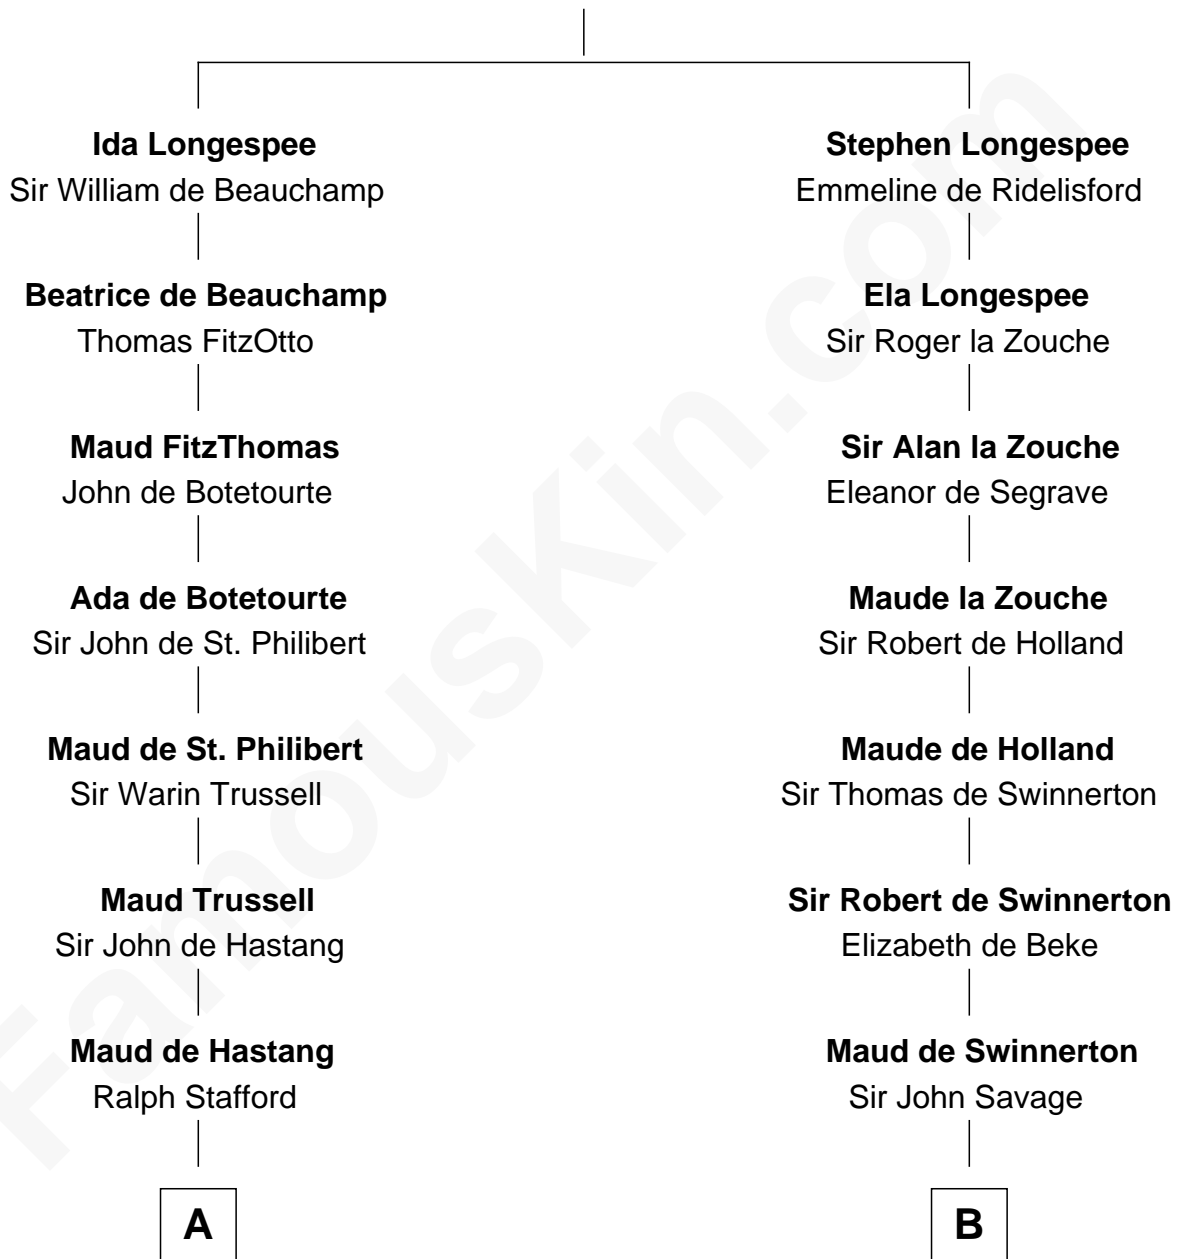 Ida Longespee
Sir William de Beauchamp
Beatrice de Beauchamp
Thomas FitzOtto
Maud FitzThomas
John de Botetourte
Ada de Botetourte
Sir John de St. Philibert
Maud de St. Philibert
Sir Warin Trussell
Maud Trussell
Sir John de Hastang
Maud de Hastang
Ralph Stafford
A
Stephen Longespee
Emmeline de Ridelisford
Ela Longespee
Sir Roger la Zouche
Sir Alan la Zouche
Eleanor de Segrave
Maude la Zouche
Sir Robert de Holland
Maude de Holland
Sir Thomas de Swinnerton
Sir Robert de Swinnerton
Elizabeth de Beke
Maud de Swinnerton
Sir John Savage
B
FamousKin.com